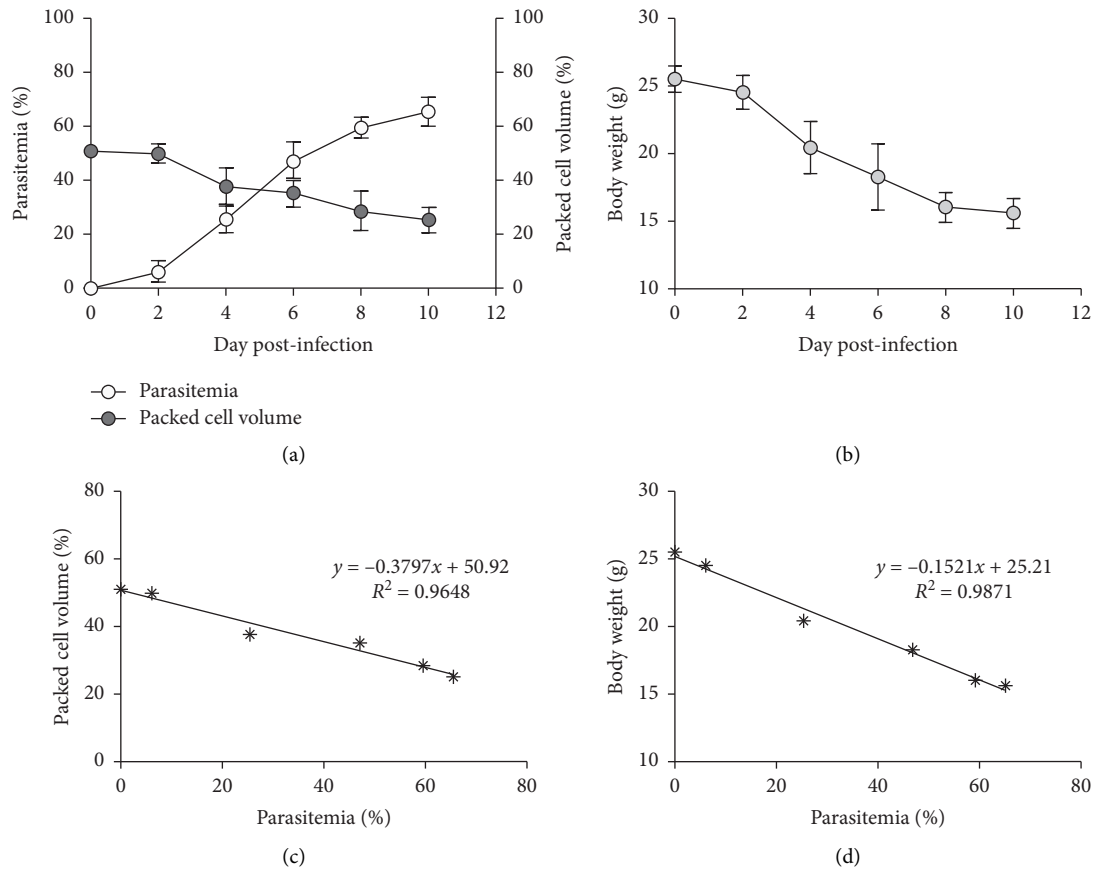 100
80
60
40
20
0
Parasitemia (%)
100
80
60
40
20
0
Packed cell volume (%)
0 2 4 6 8 10 12
Day post-infection
Parasitemia
Packed cell volume
(a)
30
25
20
15
10
Body weight (g)
0 2 4 6 8 10 12
Day post-infection
(b)
80
60
40
20
0
Packed cell volume (%)
y = –0.3797x + 50.92
R² = 0.9648
0 20 40 60 80
Parasitemia (%)
(c)
30
25
20
15
10
Body weight (g)
y = –0.1521x + 25.21
R² = 0.9871
0 20 40 60 80
Parasitemia (%)
(d)